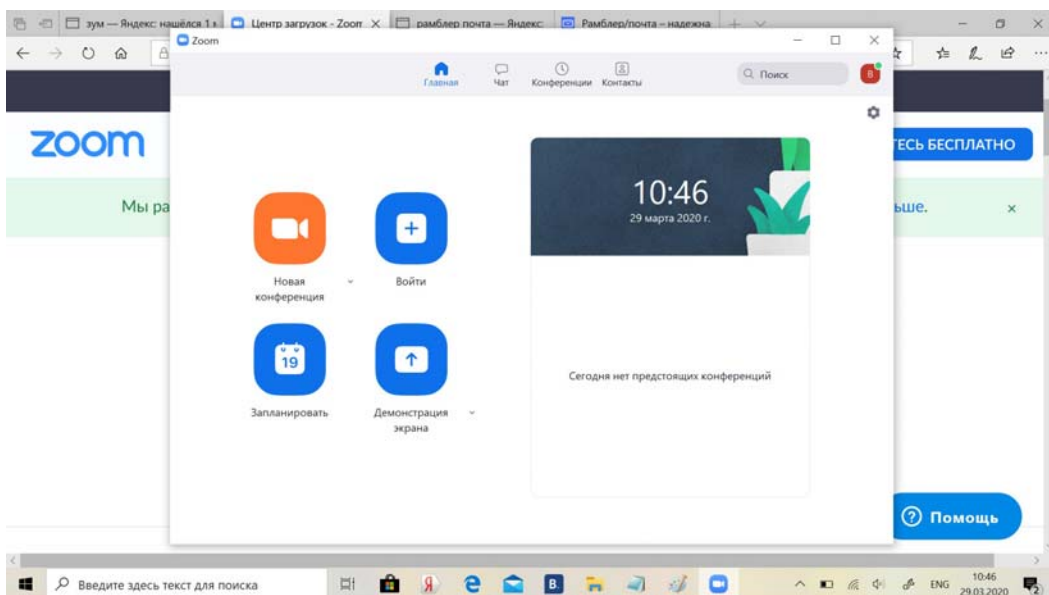 зум — Яндекс: нашёлся 1
Центр загрузок - Zoom
рамблер почта — Яндекс
Рамблер/почта – надежна
Zoom
Главная
Чат
Конференции
Контакты
Поиск
В
zoom
ТЕСЬ БЕСПЛАТНО
Мы ра
ьше.
10:46
29 марта 2020 г.
Новая
конференция
Войти
19
Запланировать
Демонстрация
экрана
Сегодня нет предстоящих конференций
Помощь
Введите здесь текст для поиска
Я
B.
ENG
10:46
29.03.2020
2